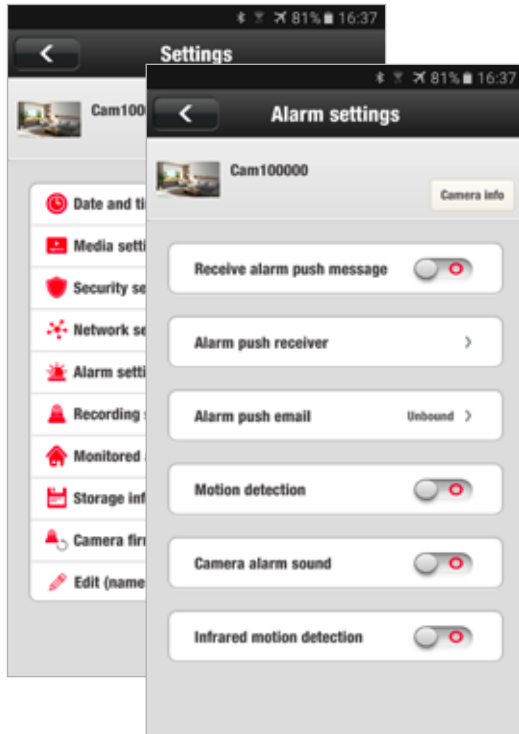 81% 16:37
Settings
Cam100
Date and ti
Media setti
Security se
Network se
Alarm setti
Recording
Monitored
Storage inf
Camera firm
Edit (name
81% 16:37
Alarm settings
Cam100000
Camera info
Receive alarm push message
Alarm push receiver
Alarm push email Unbound
Motion detection
Camera alarm sound
Infrared motion detection